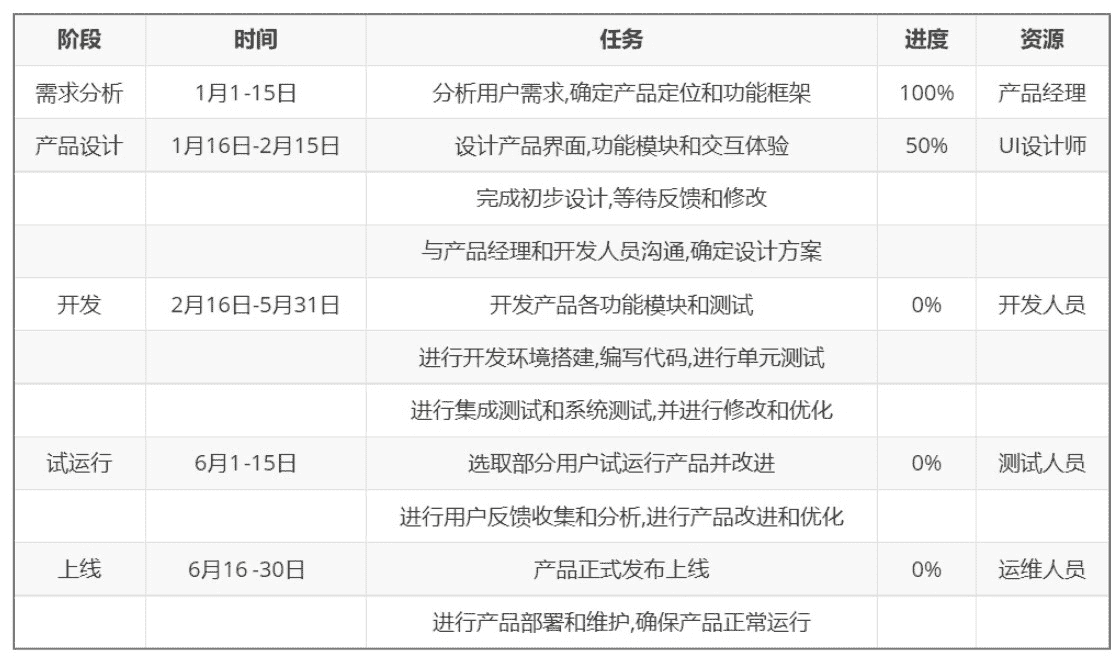 阶段 时间 任务 进度 资源
需求分析 1月1-15日 分析用户需求,确定产品定位和功能框架 100% 产品经理
产品设计 1月16日-2月15日 设计产品界面,功能模块和交互体验 50% UI设计师
完成初步设计,等待反馈和修改
与产品经理和开发人员沟通,确定设计方案
开发 2月16日-5月31日 开发产品各功能模块和测试 0% 开发人员
进行开发环境搭建,编写代码,进行单元测试
进行集成测试和系统测试,并进行修改和优化
试运行 6月1-15日 选取部分用户试运行产品并改进 0% 测试人员
进行用户反馈收集和分析,进行产品改进和优化
上线 6月16-30日 产品正式发布上线 0% 运维人员
进行产品部署和维护,确保产品正常运行